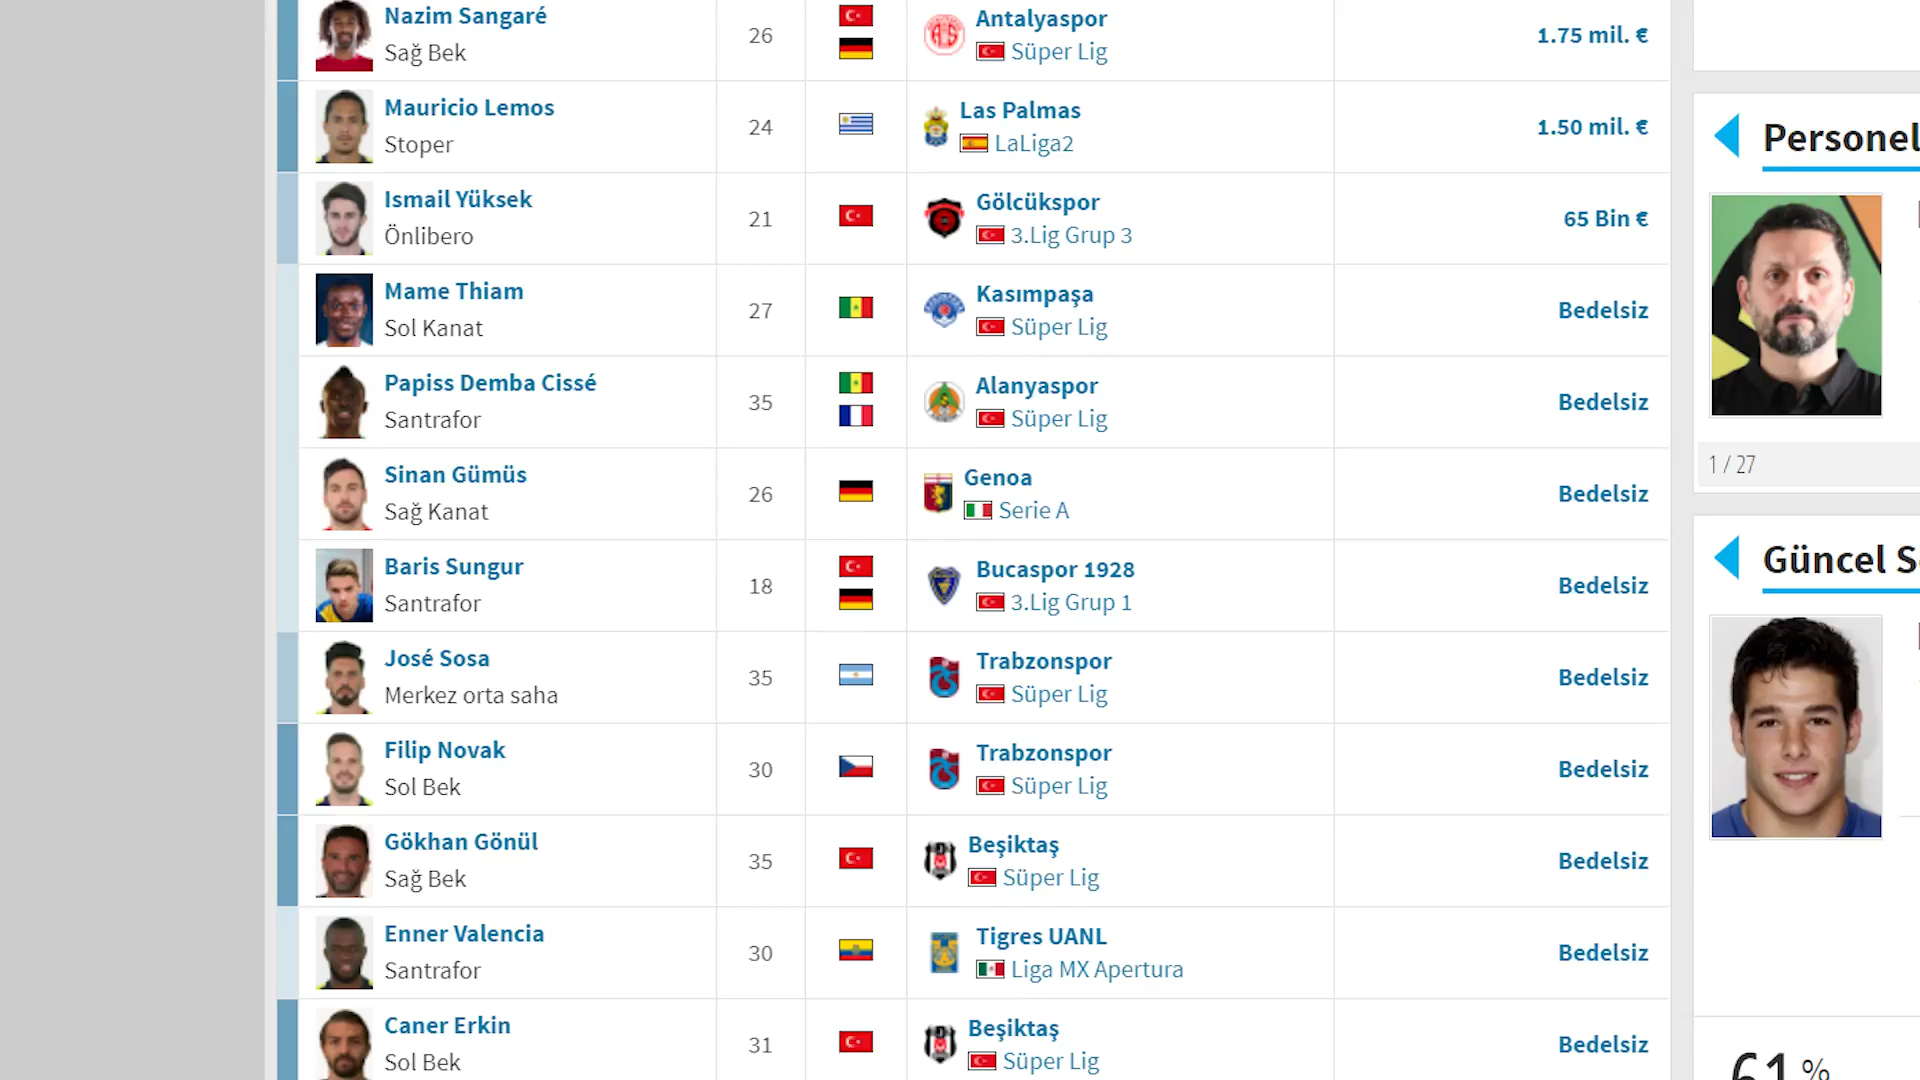 Nazim Sangaré
Sağ Bek
26
Antalyaspor
Süper Lig
1.75 mil. €
Mauricio Lemos
Stoper
24
Las Palmas
LaLiga2
1.50 mil. €
Ismail Yüksek
Önlibero
21
Gölcükspor
3.Lig Grup 3
65 Bin €
Mame Thiam
Sol Kanat
27
Kasımpaşa
Süper Lig
Bedelsiz
Papiss Demba Cissé
Santrafor
35
Alanyaspor
Süper Lig
Bedelsiz
Sinan Gümüs
Sağ Kanat
26
Genoa
Serie A
Bedelsiz
Baris Sungur
Santrafor
18
Bucaspor 1928
3.Lig Grup 1
Bedelsiz
José Sosa
Merkez orta saha
35
Trabzonspor
Süper Lig
Bedelsiz
Filip Novak
Sol Bek
30
Trabzonspor
Süper Lig
Bedelsiz
Gökhan Gönül
Sağ Bek
35
Beşiktaş
Süper Lig
Bedelsiz
Enner Valencia
Santrafor
30
Tigres UANL
Liga MX Apertura
Bedelsiz
Caner Erkin
Sol Bek
31
Beşiktaş
Süper Lig
Bedelsiz
Personel
1 / 27
Güncel S
61 %